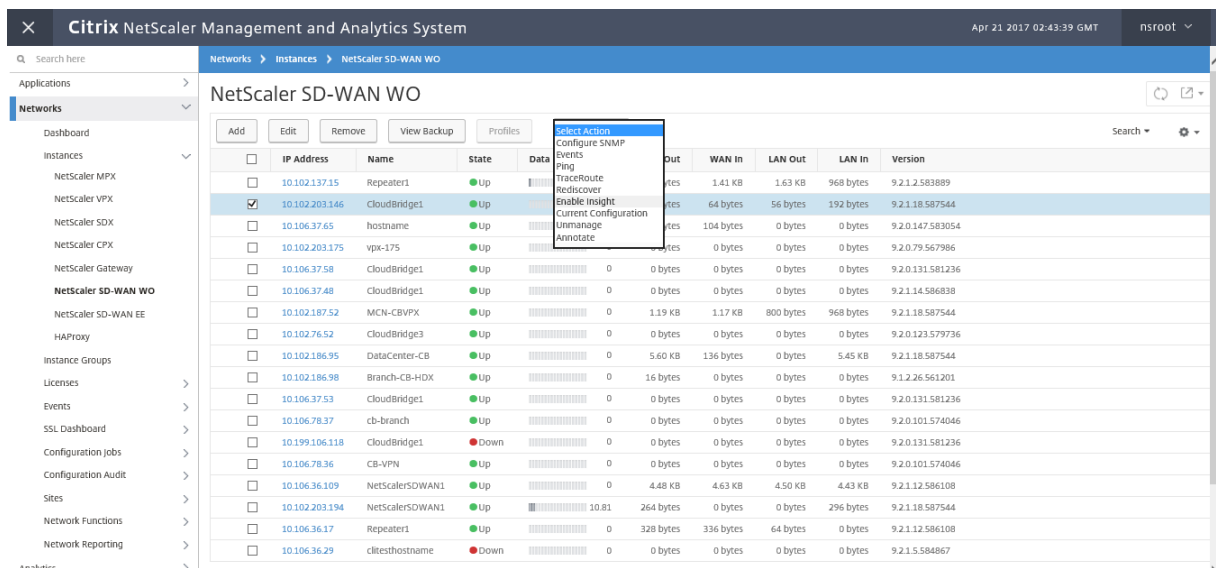 Citrix NetScaler Management and Analytics System
Apr 21 2017 02:43:39 GMT
nsroot
Search here
Networks > Instances > NetScaler SD-WAN WO
Applications
Networks
Dashboard
Instances
NetScaler MPX
NetScaler VPX
NetScaler SDX
NetScaler CPX
NetScaler Gateway
NetScaler SD-WAN WO
NetScaler SD-WAN EE
HAProxy
Instance Groups
Licenses
Events
SSL Dashboard
Configuration Jobs
Configuration Audit
Sites
Network Functions
Network Reporting
Analytics
NetScaler SD-WAN WO
Add Edit Remove View Backup Profiles
Search
Select Action
Configure SNMP
Events
Ping
TraceRoute
Rediscover
Enable Insight
Current Configuration
Unmanage
Annotate
IP Address Name State Data Out WAN In LAN Out LAN In Version
10.102.137.15 Repeater1 Up ytes 1.41 KB 1.63 KB 968 bytes 9.2.1.2.583889
10.102.203.146 CloudBridge1 Up ytes 64 bytes 56 bytes 192 bytes 9.2.1.18.587544
10.106.37.65 hostname Up ytes 104 bytes 0 bytes 0 bytes 9.2.0.147.583054
10.102.203.175 vpx-175 Up 0 bytes 0 bytes 0 bytes 9.2.0.79.567986
10.106.37.58 CloudBridge1 Up 0 0 bytes 0 bytes 0 bytes 0 bytes 9.2.0.131.581236
10.106.37.48 CloudBridge1 Up 0 0 bytes 0 bytes 0 bytes 0 bytes 9.2.1.14.586838
10.102.187.52 MCN-CBVPX Up 0 1.19 KB 1.17 KB 800 bytes 968 bytes 9.2.1.18.587544
10.102.76.52 CloudBridge3 Up 0 0 bytes 0 bytes 0 bytes 0 bytes 9.2.0.123.579736
10.102.186.95 DataCenter-CB Up 0 5.60 KB 136 bytes 0 bytes 5.45 KB 9.2.1.18.587544
10.102.186.98 Branch-CB-HDX Up 0 16 bytes 0 bytes 0 bytes 0 bytes 9.1.2.26.561201
10.106.37.53 CloudBridge1 Up 0 0 bytes 0 bytes 0 bytes 0 bytes 9.2.0.131.581236
10.106.78.37 cb-branch Up 0 0 bytes 0 bytes 0 bytes 0 bytes 9.2.0.101.574046
10.199.106.118 CloudBridge1 Down 0 0 bytes 0 bytes 0 bytes 0 bytes 9.2.0.131.581236
10.106.78.36 CB-VPN Up 0 0 bytes 0 bytes 0 bytes 0 bytes 9.2.0.101.574046
10.106.36.109 NetScalerSDWAN1 Up 0 4.48 KB 4.63 KB 4.50 KB 4.43 KB 9.2.1.12.586108
10.102.203.194 NetScalerSDWAN1 Up 10.81 264 bytes 0 bytes 0 bytes 296 bytes 9.2.1.18.587544
10.106.36.17 Repeater1 Up 0 328 bytes 336 bytes 64 bytes 0 bytes 9.2.1.12.586108
10.106.36.29 clitesthostname Down 0 0 bytes 0 bytes 0 bytes 0 bytes 9.2.1.5.584867